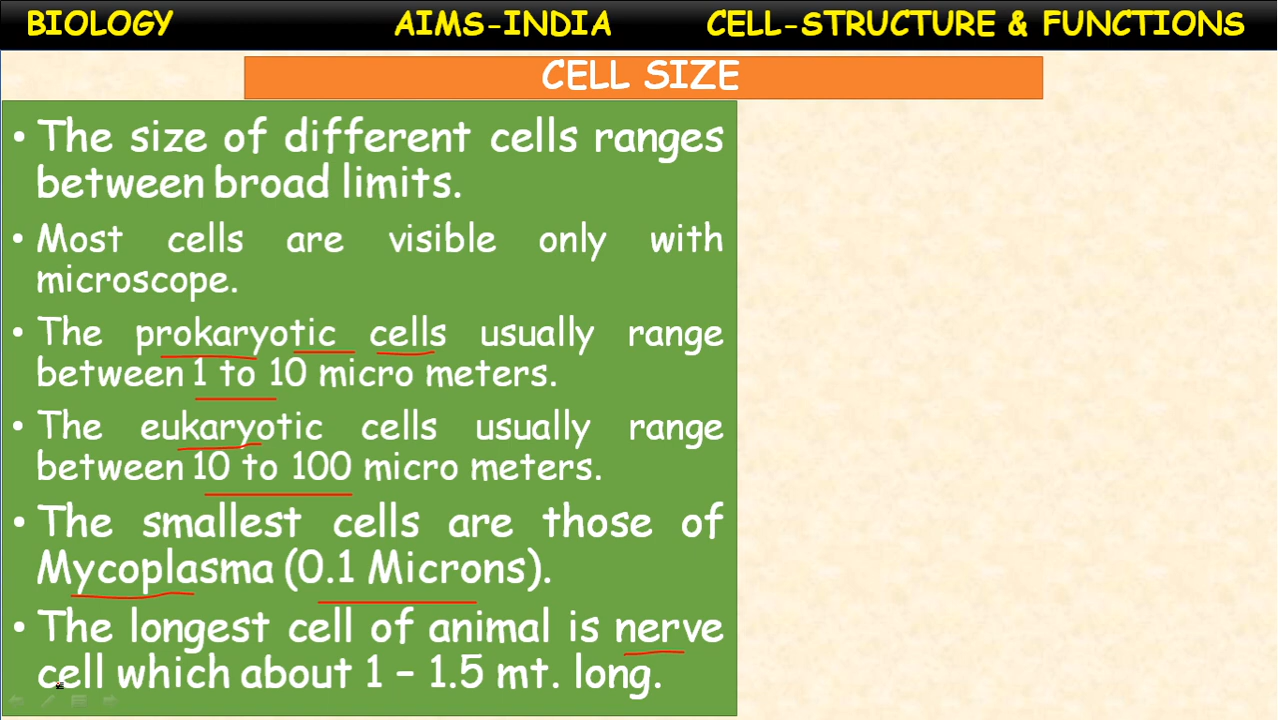 BIOLOGY AIMS-INDIA CELL-STRUCTURE & FUNCTIONS
CELL SIZE
• The size of different cells ranges
between broad limits.
• Most cells are visible only with
microscope.
• The prokaryotic cells usually range
between 1 to 10 micro meters.
• The eukaryotic cells usually range
between 10 to 100 micro meters.
• The smallest cells are those of
Mycoplasma (0.1 Microns).
• The longest cell of animal is nerve
cell which about 1 – 1.5 mt. long.